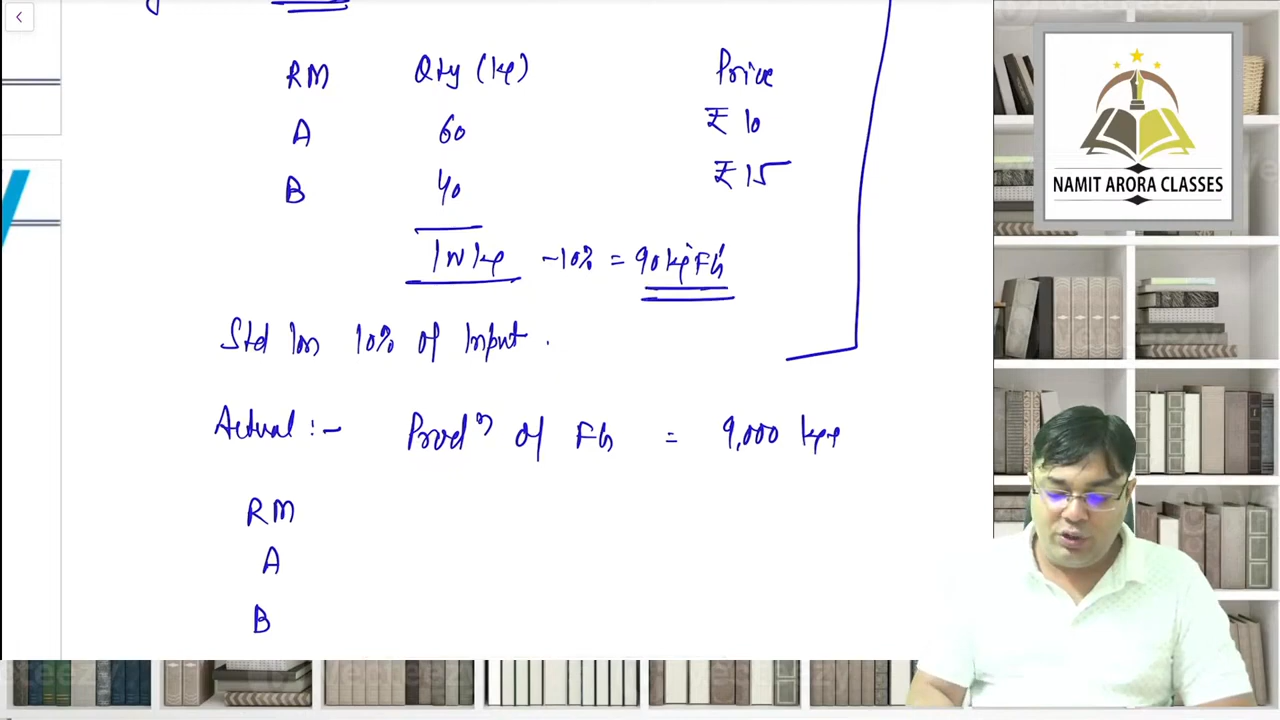 RM Qty (kg) Price
A 60 ₹ 10
B 40 ₹ 15
100 kg -10% = 90 kg FG
Std loss 10% of Input.
Actual :- Prodⁿ of FG = 9,000 kgs
RM
A
B
NAMIT ARORA CLASSES